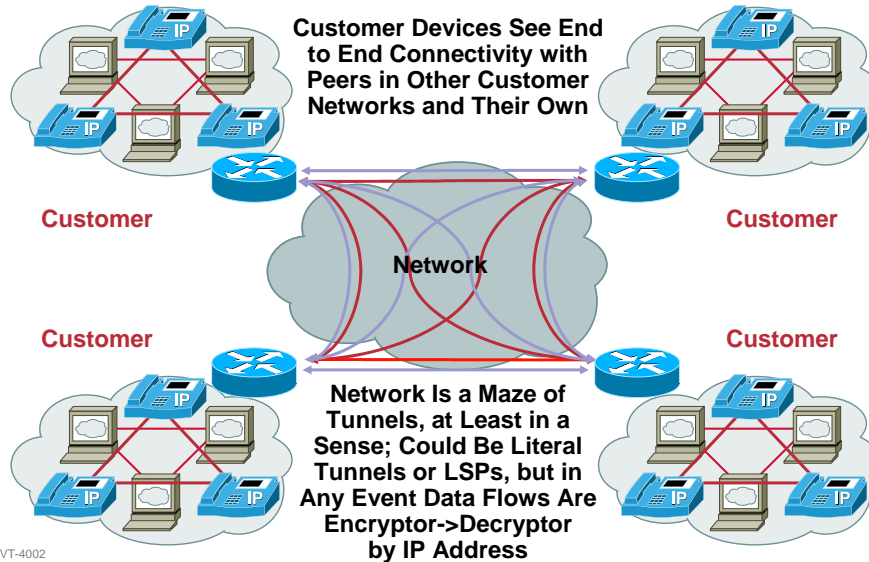 IP
Customer Devices See End
to End Connectivity with
Peers in Other Customer
Networks and Their Own
IP
IP
IP
IP
IP
Customer
Customer
Network
Customer
Customer
IP
Network Is a Maze of
Tunnels, at Least in a
Sense; Could Be Literal
Tunnels or LSPs, but in
Any Event Data Flows Are
Encryptor->Decryptor
by IP Address
IP
IP
IP
IP
IP
VT-4002